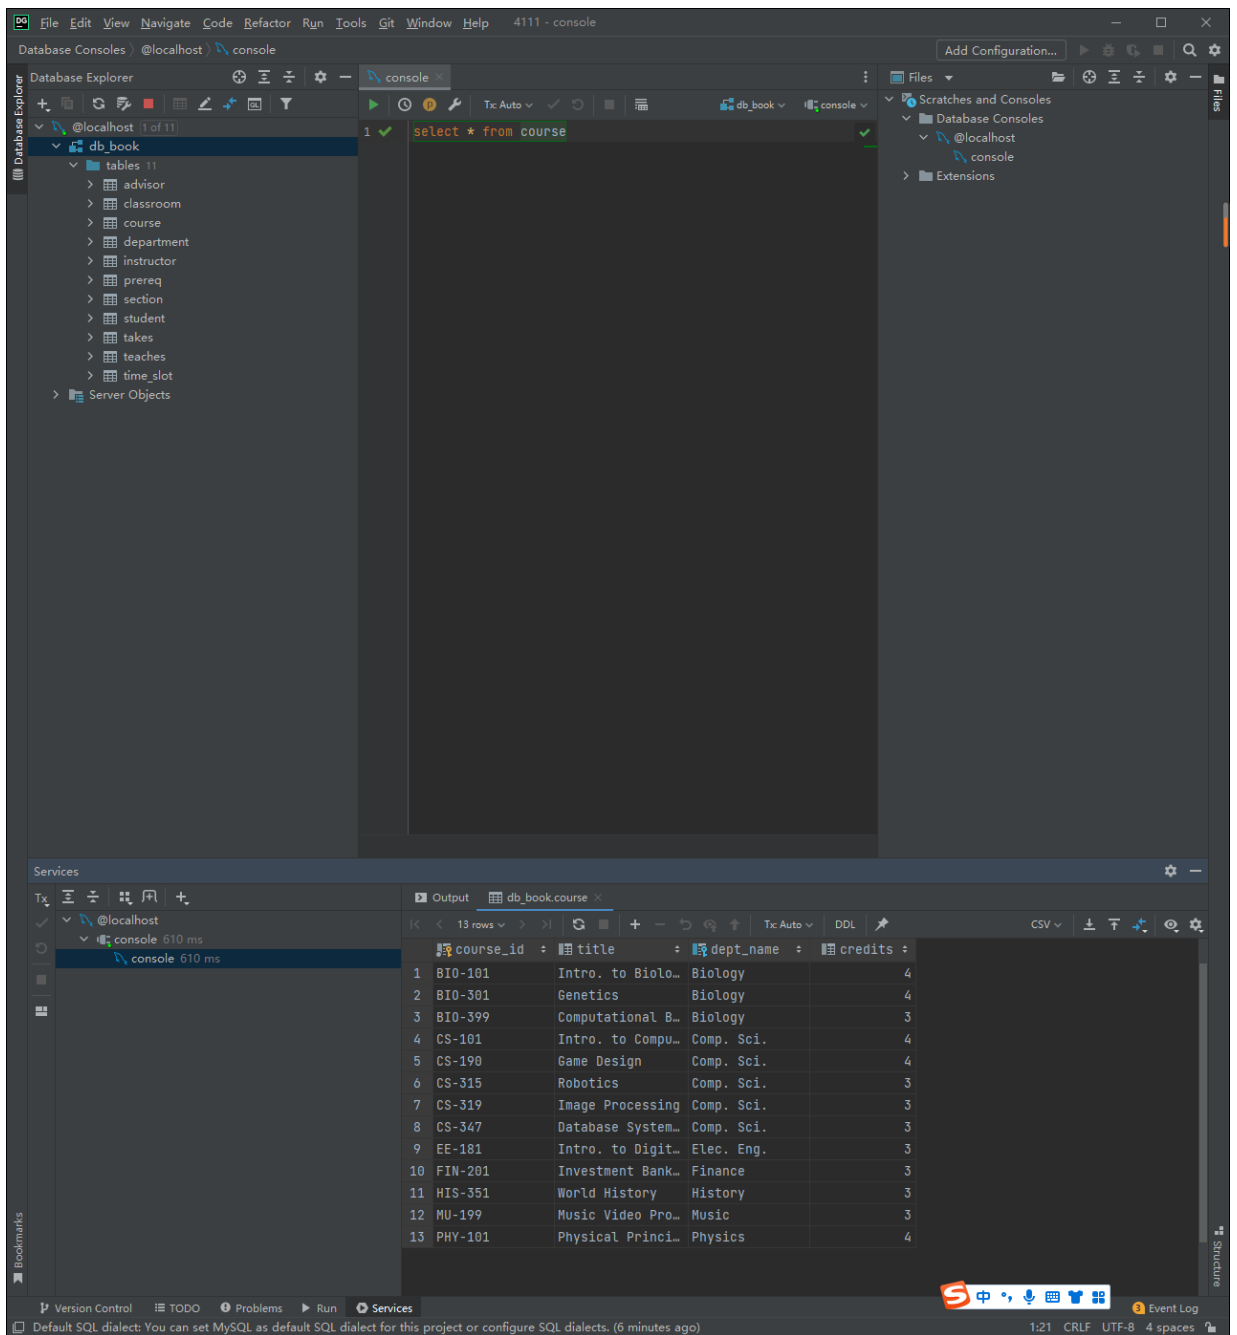 DG File Edit View Navigate Code Refactor Run Tools Git Window Help 4111 - console
Database Consoles @localhost console
Add Configuration...
Database Explorer
Database Explorer
@localhost 1 of 11
db_book
tables 11
advisor
classroom
course
department
instructor
prereq
section
student
takes
teaches
time_slot
Server Objects
console
Tx: Auto
db_book
console
1 select * from course
Files
Files
Scratches and Consoles
Database Consoles
@localhost
console
Extensions
Services
Tx
@localhost
console 610 ms
console 610 ms
Output db_book.course
13 rows Tx: Auto DDL CSV
course_id title dept_name credits
1 BIO-101 Intro. to Biolo… Biology 4
2 BIO-301 Genetics Biology 4
3 BIO-399 Computational B… Biology 3
4 CS-101 Intro. to Compu… Comp. Sci. 4
5 CS-190 Game Design Comp. Sci. 4
6 CS-315 Robotics Comp. Sci. 3
7 CS-319 Image Processing Comp. Sci. 3
8 CS-347 Database System… Comp. Sci. 3
9 EE-181 Intro. to Digit… Elec. Eng. 3
10 FIN-201 Investment Bank… Finance 3
11 HIS-351 World History History 3
12 MU-199 Music Video Pro… Music 3
13 PHY-101 Physical Princi… Physics 4
Bookmarks
Structure
S 中
Version Control TODO Problems Run Services
3 Event Log
Default SQL dialect: You can set MySQL as default SQL dialect for this project or configure SQL dialects. (6 minutes ago)
1:21 CRLF UTF-8 4 spaces